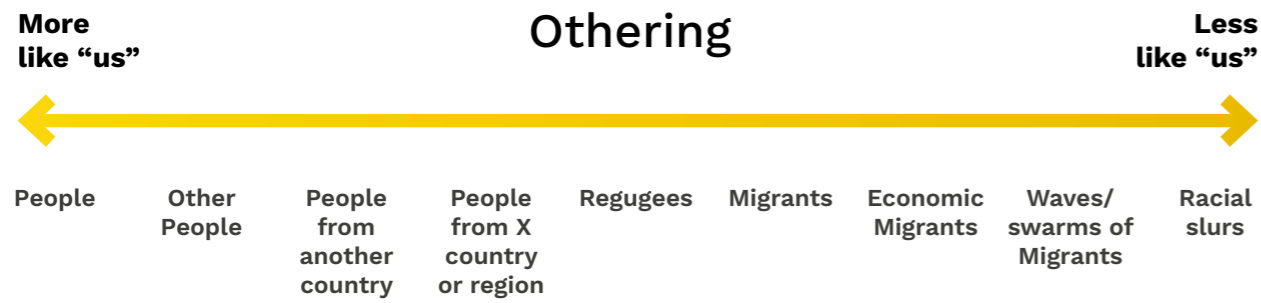 More
like “us”
Othering
Less
like “us”
People
Other
People
People
from
another
country
People
from X
country
or region
Regugees
Migrants
Economic
Migrants
Waves/
swarms of
Migrants
Racial
slurs